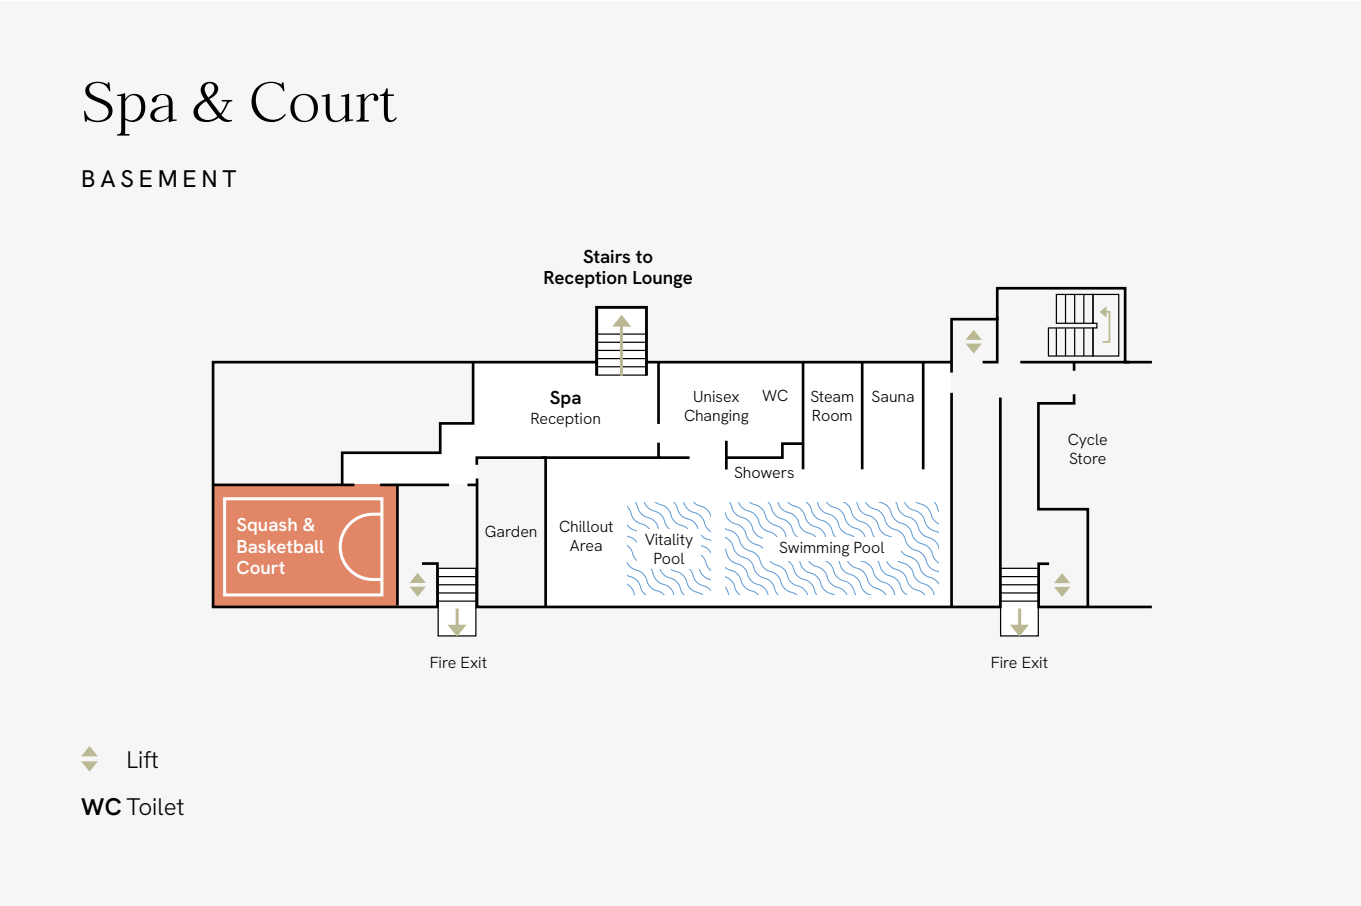 Spa & Court
BASEMENT
Stairs to
Reception Lounge
Spa
Reception
Unisex
Changing
WC
Steam
Room
Sauna
Showers
Cycle
Store
Squash &
Basketball
Court
Garden
Chillout
Area
Vitality
Pool
Swimming Pool
Fire Exit
Fire Exit
Lift
WC Toilet